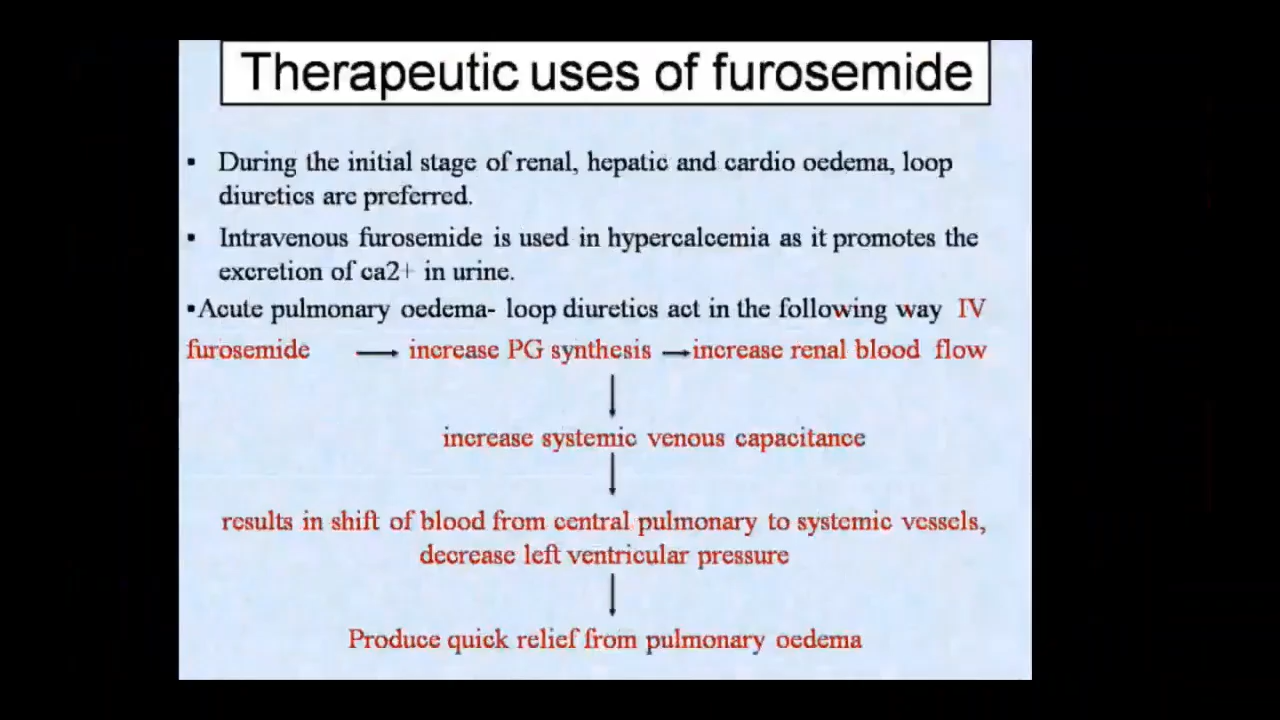 Therapeutic uses of furosemide
▪ During the initial stage of renal, hepatic and cardio oedema, loop
diuretics are preferred.
▪ Intravenous furosemide is used in hypercalcemia as it promotes the
excretion of ca2+ in urine.
▪Acute pulmonary oedema- loop diuretics act in the following way IV
furosemide → increase PG synthesis → increase renal blood flow
↓
increase systemic venous capacitance
↓
results in shift of blood from central pulmonary to systemic vessels,
decrease left ventricular pressure
↓
Produce quick relief from pulmonary oedema